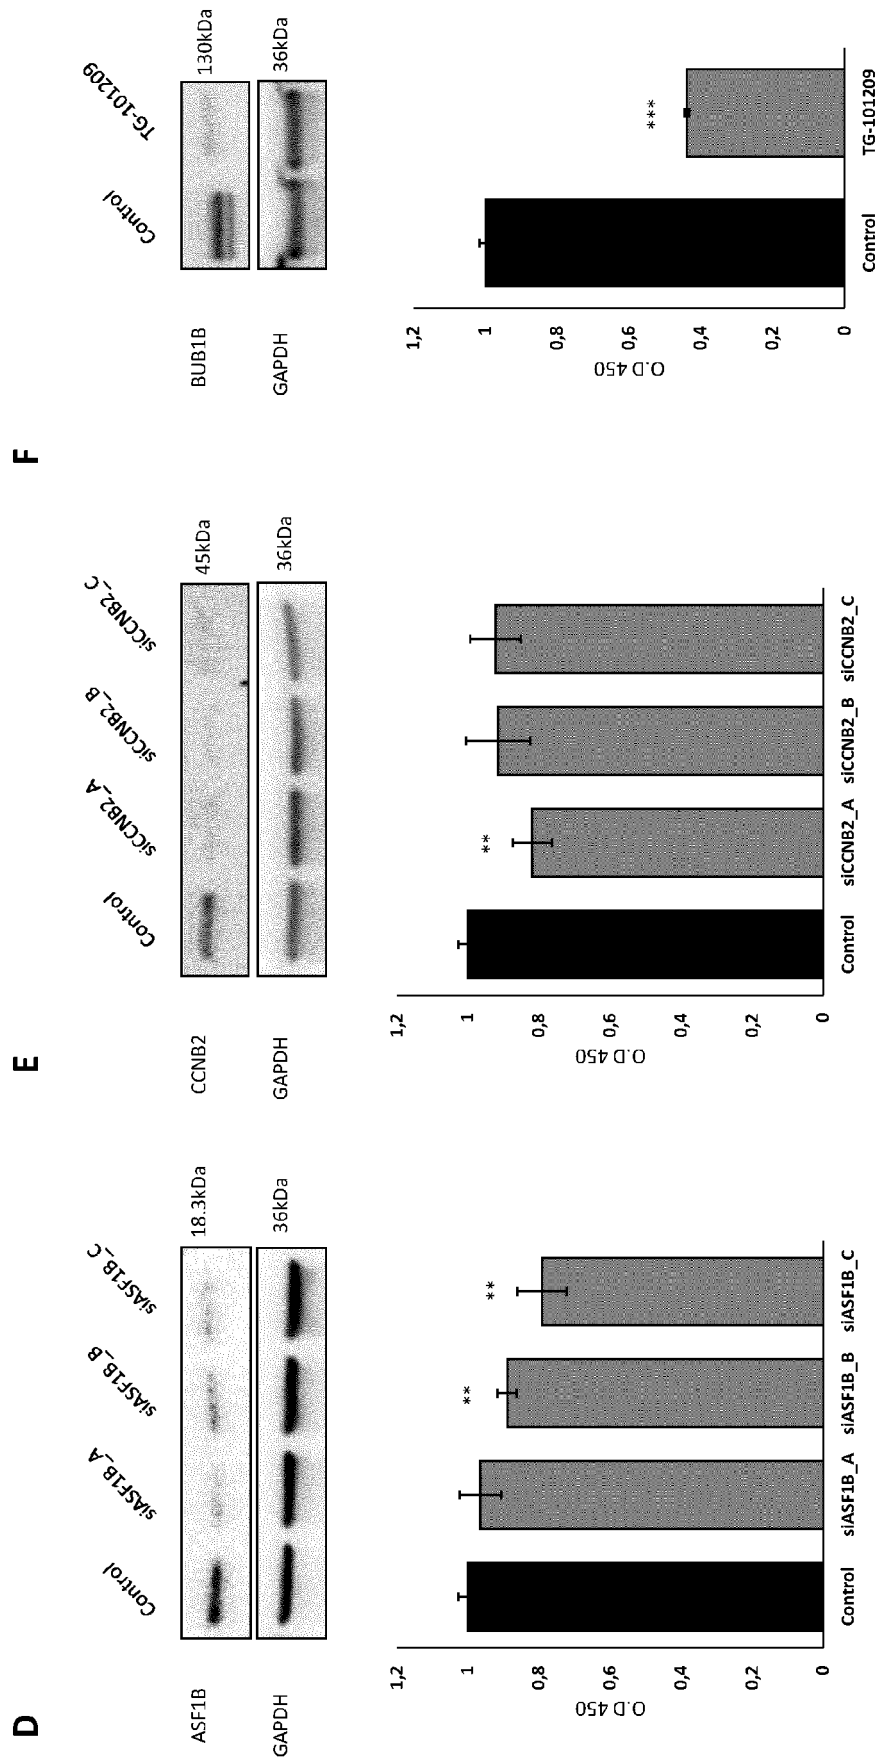 D
Control
siASF1B_A
siASF1B_B
siASF1B_C
ASF1B
18.3kDa
GAPDH
36kDa
1,2
1
0,8
0,6
0,4
0,2
0
O.D 450
**
**
Control
siASF1B_A
siASF1B_B
siASF1B_C
E
Control
siCCNB2_A
siCCNB2_B
siCCNB2_C
CCNB2
45kDa
GAPDH
36kDa
1,2
1
0,8
0,6
0,4
0,2
0
O.D 450
**
Control
siCCNB2_A
siCCNB2_B
siCCNB2_C
F
Control
TG-101209
BUB1B
130kDa
GAPDH
36kDa
1,2
1
0,8
0,6
0,4
0,2
0
O.D 450
***
Control
TG-101209